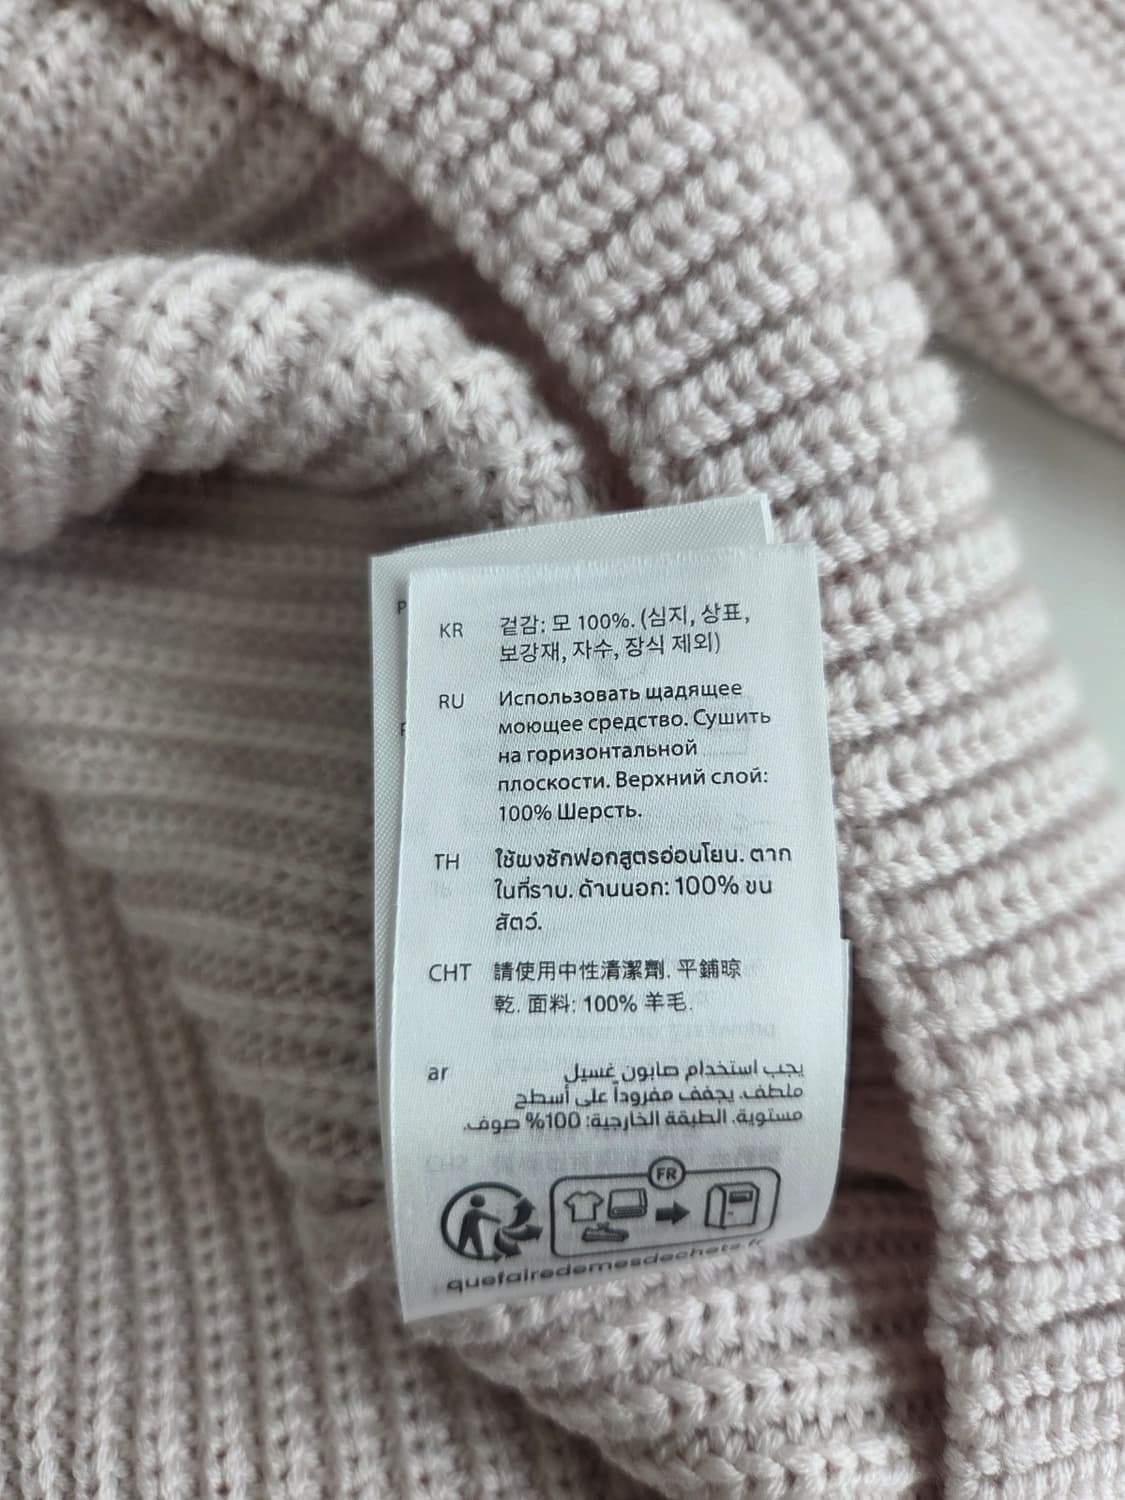 P
KR 겉감: 모 100%. (심지, 상표,
보강재, 자수, 장식 제외)
RU Использовать щадящее
моющее средство. Сушить
на горизонтальной
плоскости. Верхний слой:
100% Шерсть.
TH ใช้ผงซักฟอกสูตรอ่อนโยน. ตาก
ในที่ราบ. ด้านนอก: 100% ขน
สัตว์.
CHT 請使用中性清潔劑. 平鋪晾
乾. 面料: 100% 羊毛.
ar يجب استخدام صابون غسيل
ملطف. يجفف مفروداً على أسطح
مستوية. الطبقة الخارجية: 100% صوف.
FR
quefairedemesdechets.fr